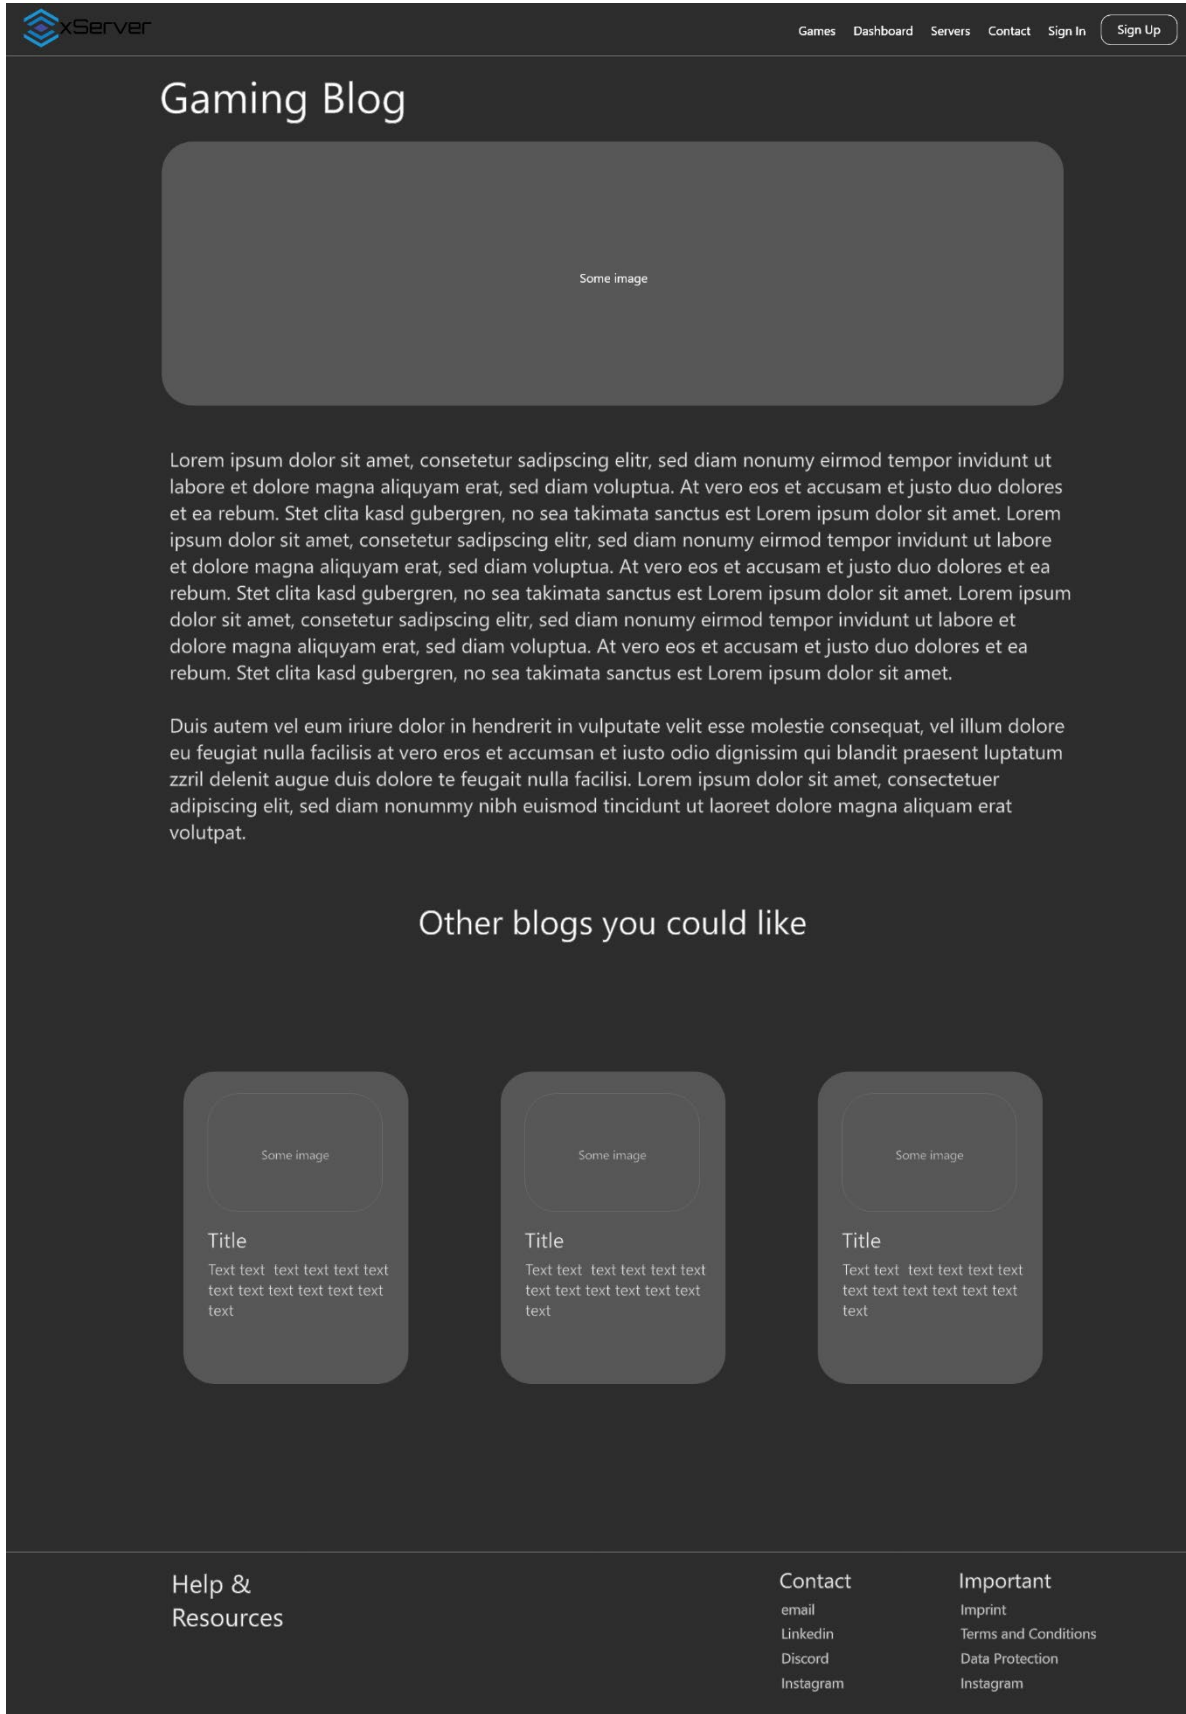 xServer
Games Dashboard Servers Contact Sign In Sign Up
Gaming Blog
Some image
Lorem ipsum dolor sit amet, consetetur sadipscing elitr, sed diam nonumy eirmod tempor invidunt ut
labore et dolore magna aliquyam erat, sed diam voluptua. At vero eos et accusam et justo duo dolores
et ea rebum. Stet clita kasd gubergren, no sea takimata sanctus est Lorem ipsum dolor sit amet. Lorem
ipsum dolor sit amet, consetetur sadipscing elitr, sed diam nonumy eirmod tempor invidunt ut labore
et dolore magna aliquyam erat, sed diam voluptua. At vero eos et accusam et justo duo dolores et ea
rebum. Stet clita kasd gubergren, no sea takimata sanctus est Lorem ipsum dolor sit amet. Lorem ipsum
dolor sit amet, consetetur sadipscing elitr, sed diam nonumy eirmod tempor invidunt ut labore et
dolore magna aliquyam erat, sed diam voluptua. At vero eos et accusam et justo duo dolores et ea
rebum. Stet clita kasd gubergren, no sea takimata sanctus est Lorem ipsum dolor sit amet.
Duis autem vel eum iriure dolor in hendrerit in vulputate velit esse molestie consequat, vel illum dolore
eu feugiat nulla facilisis at vero eros et accumsan et iusto odio dignissim qui blandit praesent luptatum
zzril delenit augue duis dolore te feugait nulla facilisi. Lorem ipsum dolor sit amet, consectetuer
adipiscing elit, sed diam nonummy nibh euismod tincidunt ut laoreet dolore magna aliquam erat
volutpat.
Other blogs you could like
Some image
Title
Text text  text text text text
text text text text text text
text
Some image
Title
Text text  text text text text
text text text text text text
text
Some image
Title
Text text  text text text text
text text text text text text
text
Help &
Resources
Contact
email
Linkedin
Discord
Instagram
Important
Imprint
Terms and Conditions
Data Protection
Instagram